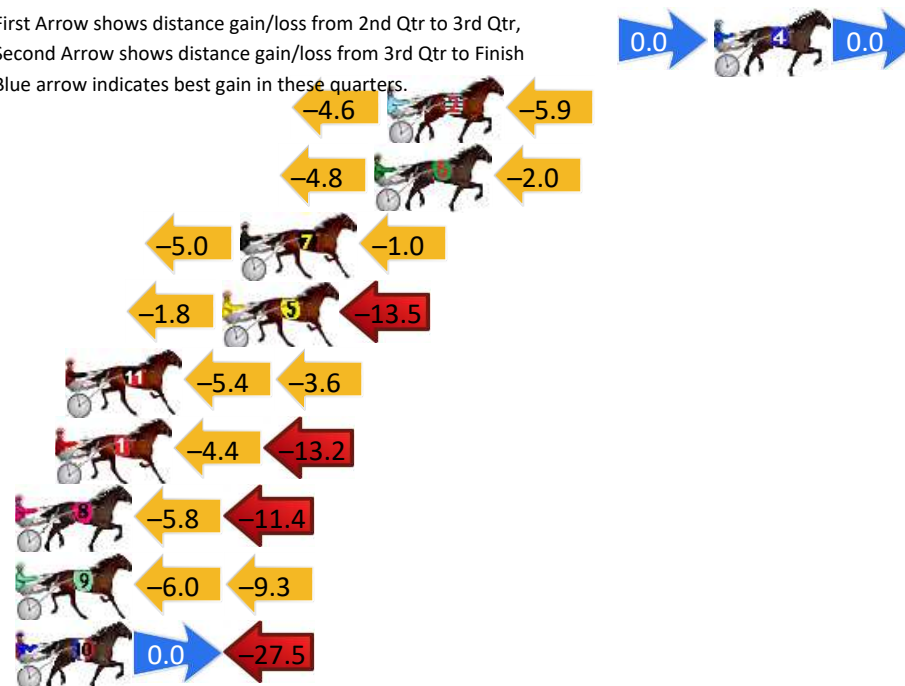 First Arrow shows distance gain/loss from 2nd Qtr to 3rd Qtr,
Second Arrow shows distance gain/loss from 3rd Qtr to Finish
Blue arrow indicates best gain in these quarters.
0.0 4 0.0
–4.6 –5.9
–4.8 –2.0
–5.0 7 –1.0
–1.8 5 –13.5
11 –5.4 –3.6
1 –4.4 –13.2
8 –5.8 –11.4
9 –6.0 –9.3
10 0.0 –27.5